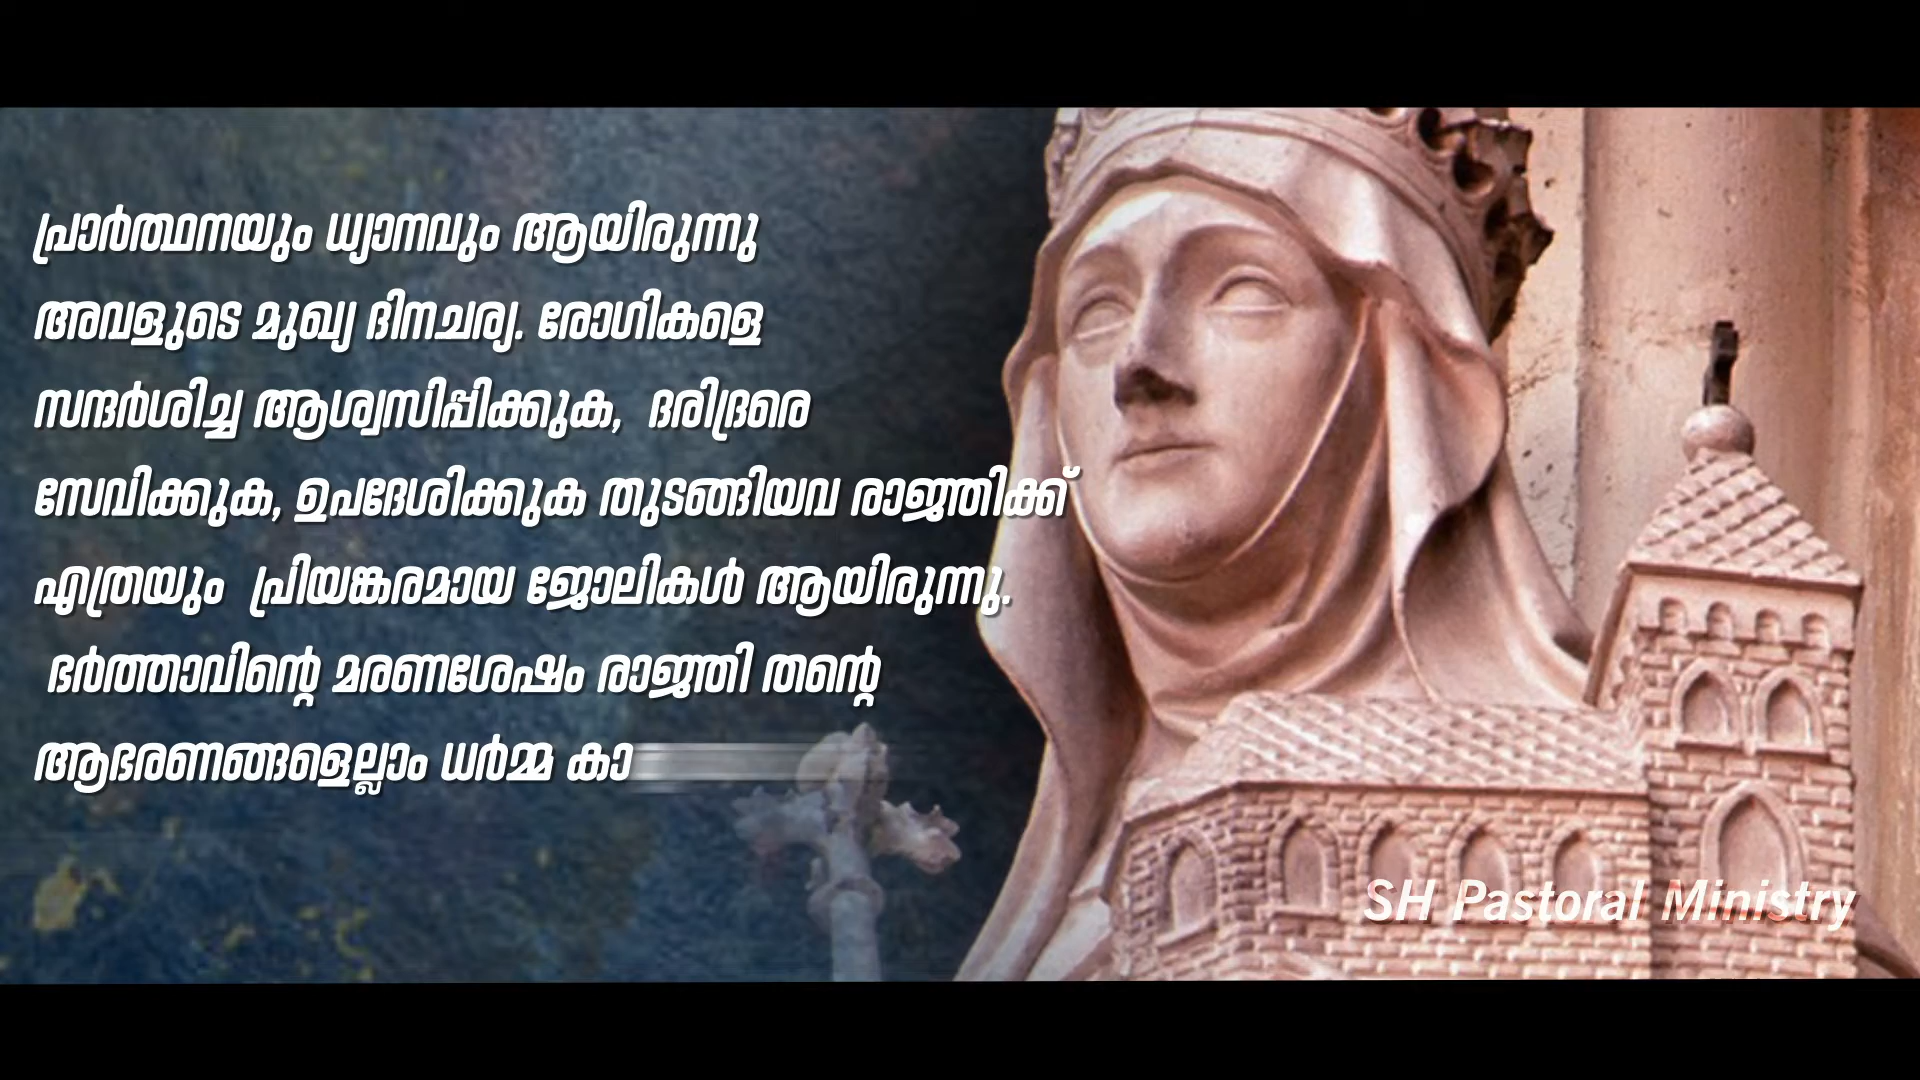 പ്രാർത്ഥനയും ധ്യാനവും ആയിരുന്നു
അവളുടെ മുഖ്യ ദിനചര്യ. രോഗികളെ
സന്ദർശിച്ച ആശ്വസിപ്പിക്കുക, ദരിദ്രരെ
സേവിക്കുക, ഉപദേശിക്കുക തുടങ്ങിയവ രാജ്ഞിക്ക്
എത്രയും പ്രിയങ്കരമായ ജോലികൾ ആയിരുന്നു.
ഭർത്താവിന്റെ മരണശേഷം രാജ്ഞി തന്റെ
ആഭരണങ്ങളെല്ലാം ധർമ്മ കാ
SH Pastoral Ministry